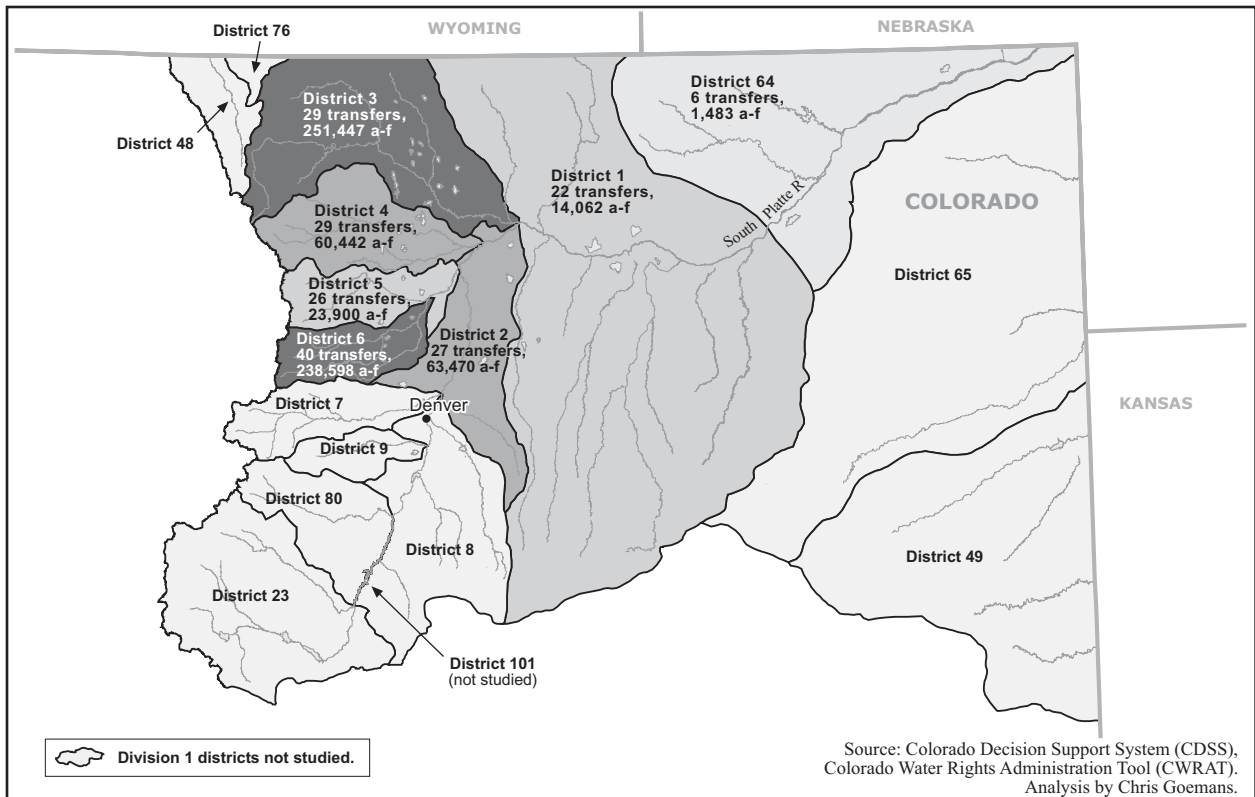 WYOMING
NEBRASKA
District 76
District 48
District 3
29 transfers,
251,447 a-f
District 64
6 transfers,
1,483 a-f
District 1
22 transfers,
14,062 a-f
South Platte R
COLORADO
District 4
29 transfers,
60,442 a-f
District 65
District 5
26 transfers,
23,900 a-f
District 2
27 transfers,
63,470 a-f
District 6
40 transfers,
238,598 a-f
KANSAS
District 7
Denver
District 9
District 80
District 8
District 49
District 23
District 101
(not studied)
Division 1 districts not studied.
Source: Colorado Decision Support System (CDSS),
Colorado Water Rights Administration Tool (CWRAT).
Analysis by Chris Goemans.